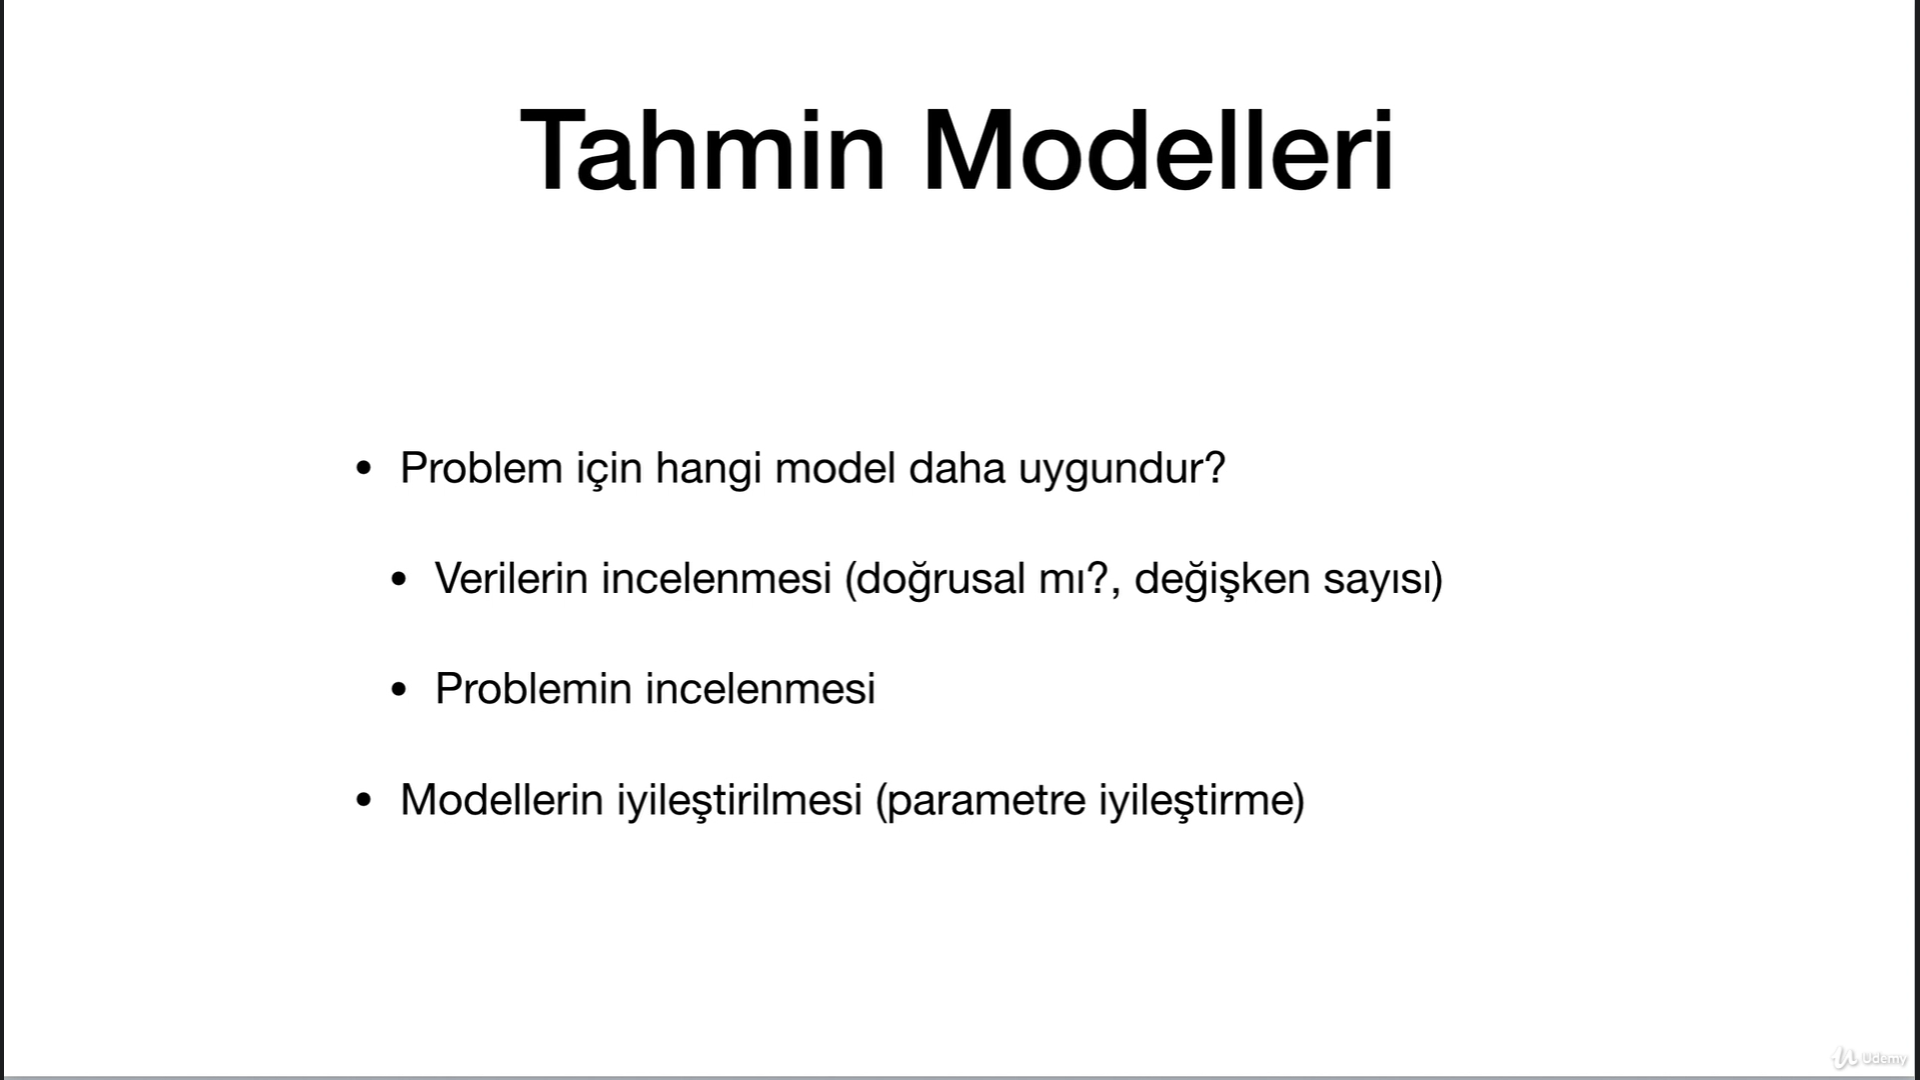 Tahmin Modelleri
• Problem için hangi model daha uygundur?
• Verilerin incelenmesi (doğrusal mı?, değişken sayısı)
• Problemin incelenmesi
• Modellerin iyileştirilmesi (parametre iyileştirme)
Udemy